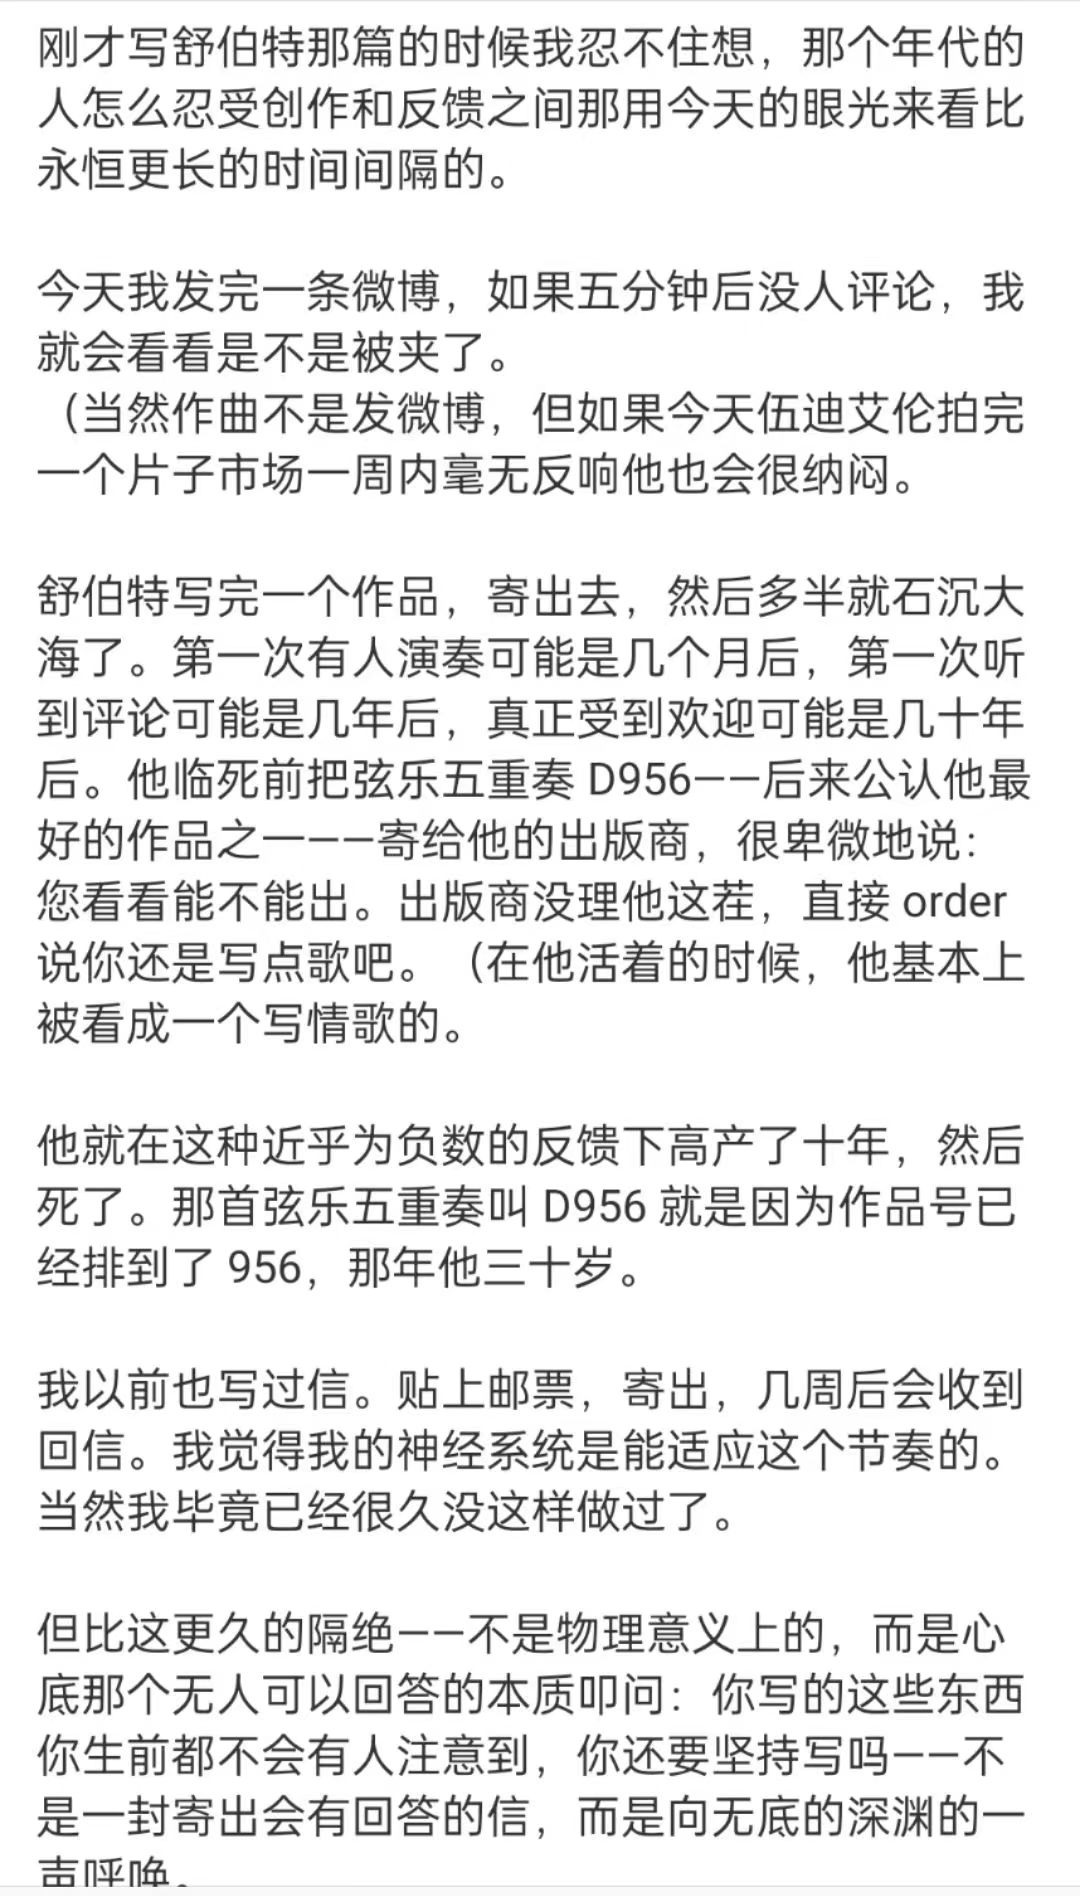 刚才写舒伯特那篇的时候我忍不住想，那个年代的
人怎么忍受创作和反馈之间那用今天的眼光来看比
永恒更长的时间间隔的。
今天我发完一条微博，如果五分钟后没人评论，我
就会看看是不是被夹了。
（当然作曲不是发微博，但如果今天伍迪艾伦拍完
一个片子市场一周内毫无反响他也会很纳闷。
舒伯特写完一个作品，寄出去，然后多半就石沉大
海了。第一次有人演奏可能是几个月后，第一次听
到评论可能是几年后，真正受到欢迎可能是几十年
后。他临死前把弦乐五重奏 D956——后来公认他最
好的作品之一——寄给他的出版商，很卑微地说：
您看看能不能出。出版商没理他这茬，直接 order
说你还是写点歌吧。（在他活着的时候，他基本上
被看成一个写情歌的。
他就在这种近乎为负数的反馈下高产了十年，然后
死了。那首弦乐五重奏叫 D956 就是因为作品号已
经排到了 956，那年他三十岁。
我以前也写过信。贴上邮票，寄出，几周后会收到
回信。我觉得我的神经系统是能适应这个节奏的。
当然我毕竟已经很久没这样做过了。
但比这更久的隔绝——不是物理意义上的，而是心
底那个无人可以回答的本质叩问：你写的这些东西
你生前都不会有人注意到，你还要坚持写吗——不
是一封寄出会有回答的信，而是向无底的深渊的一
声呼唤。